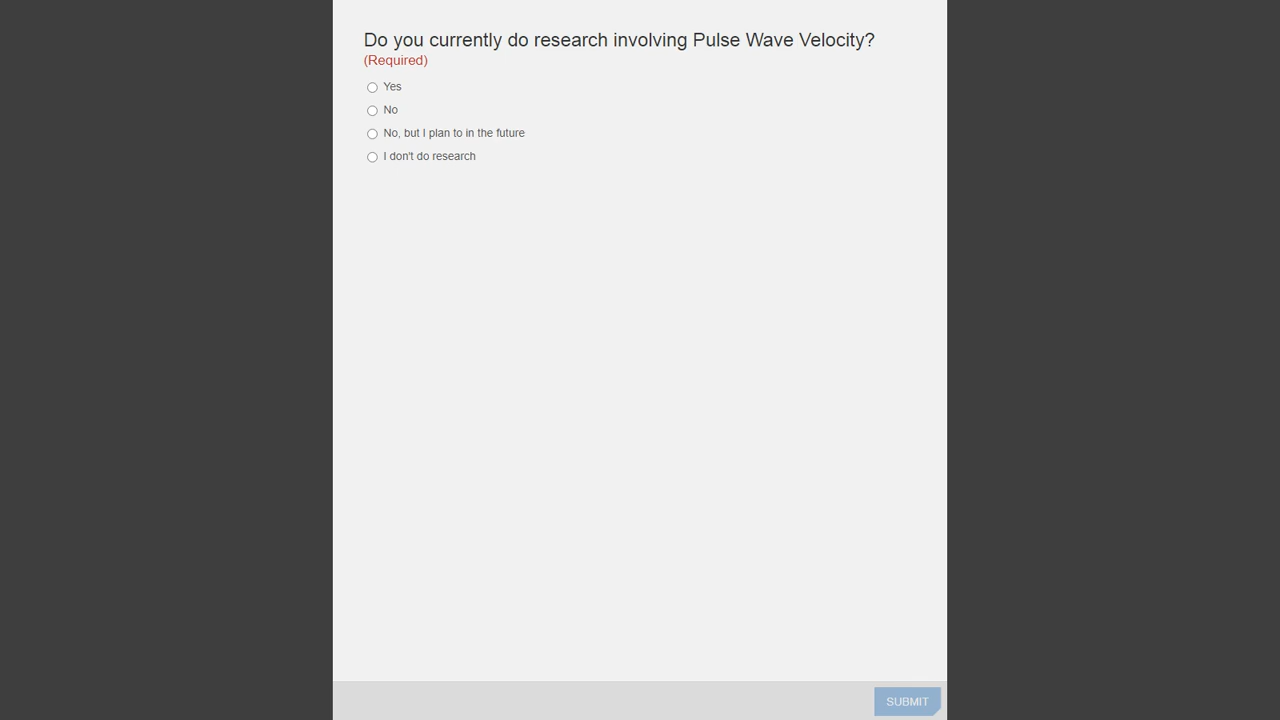 Do you currently do research involving Pulse Wave Velocity?
(Required)
Yes
No
No, but I plan to in the future
I don't do research
SUBMIT